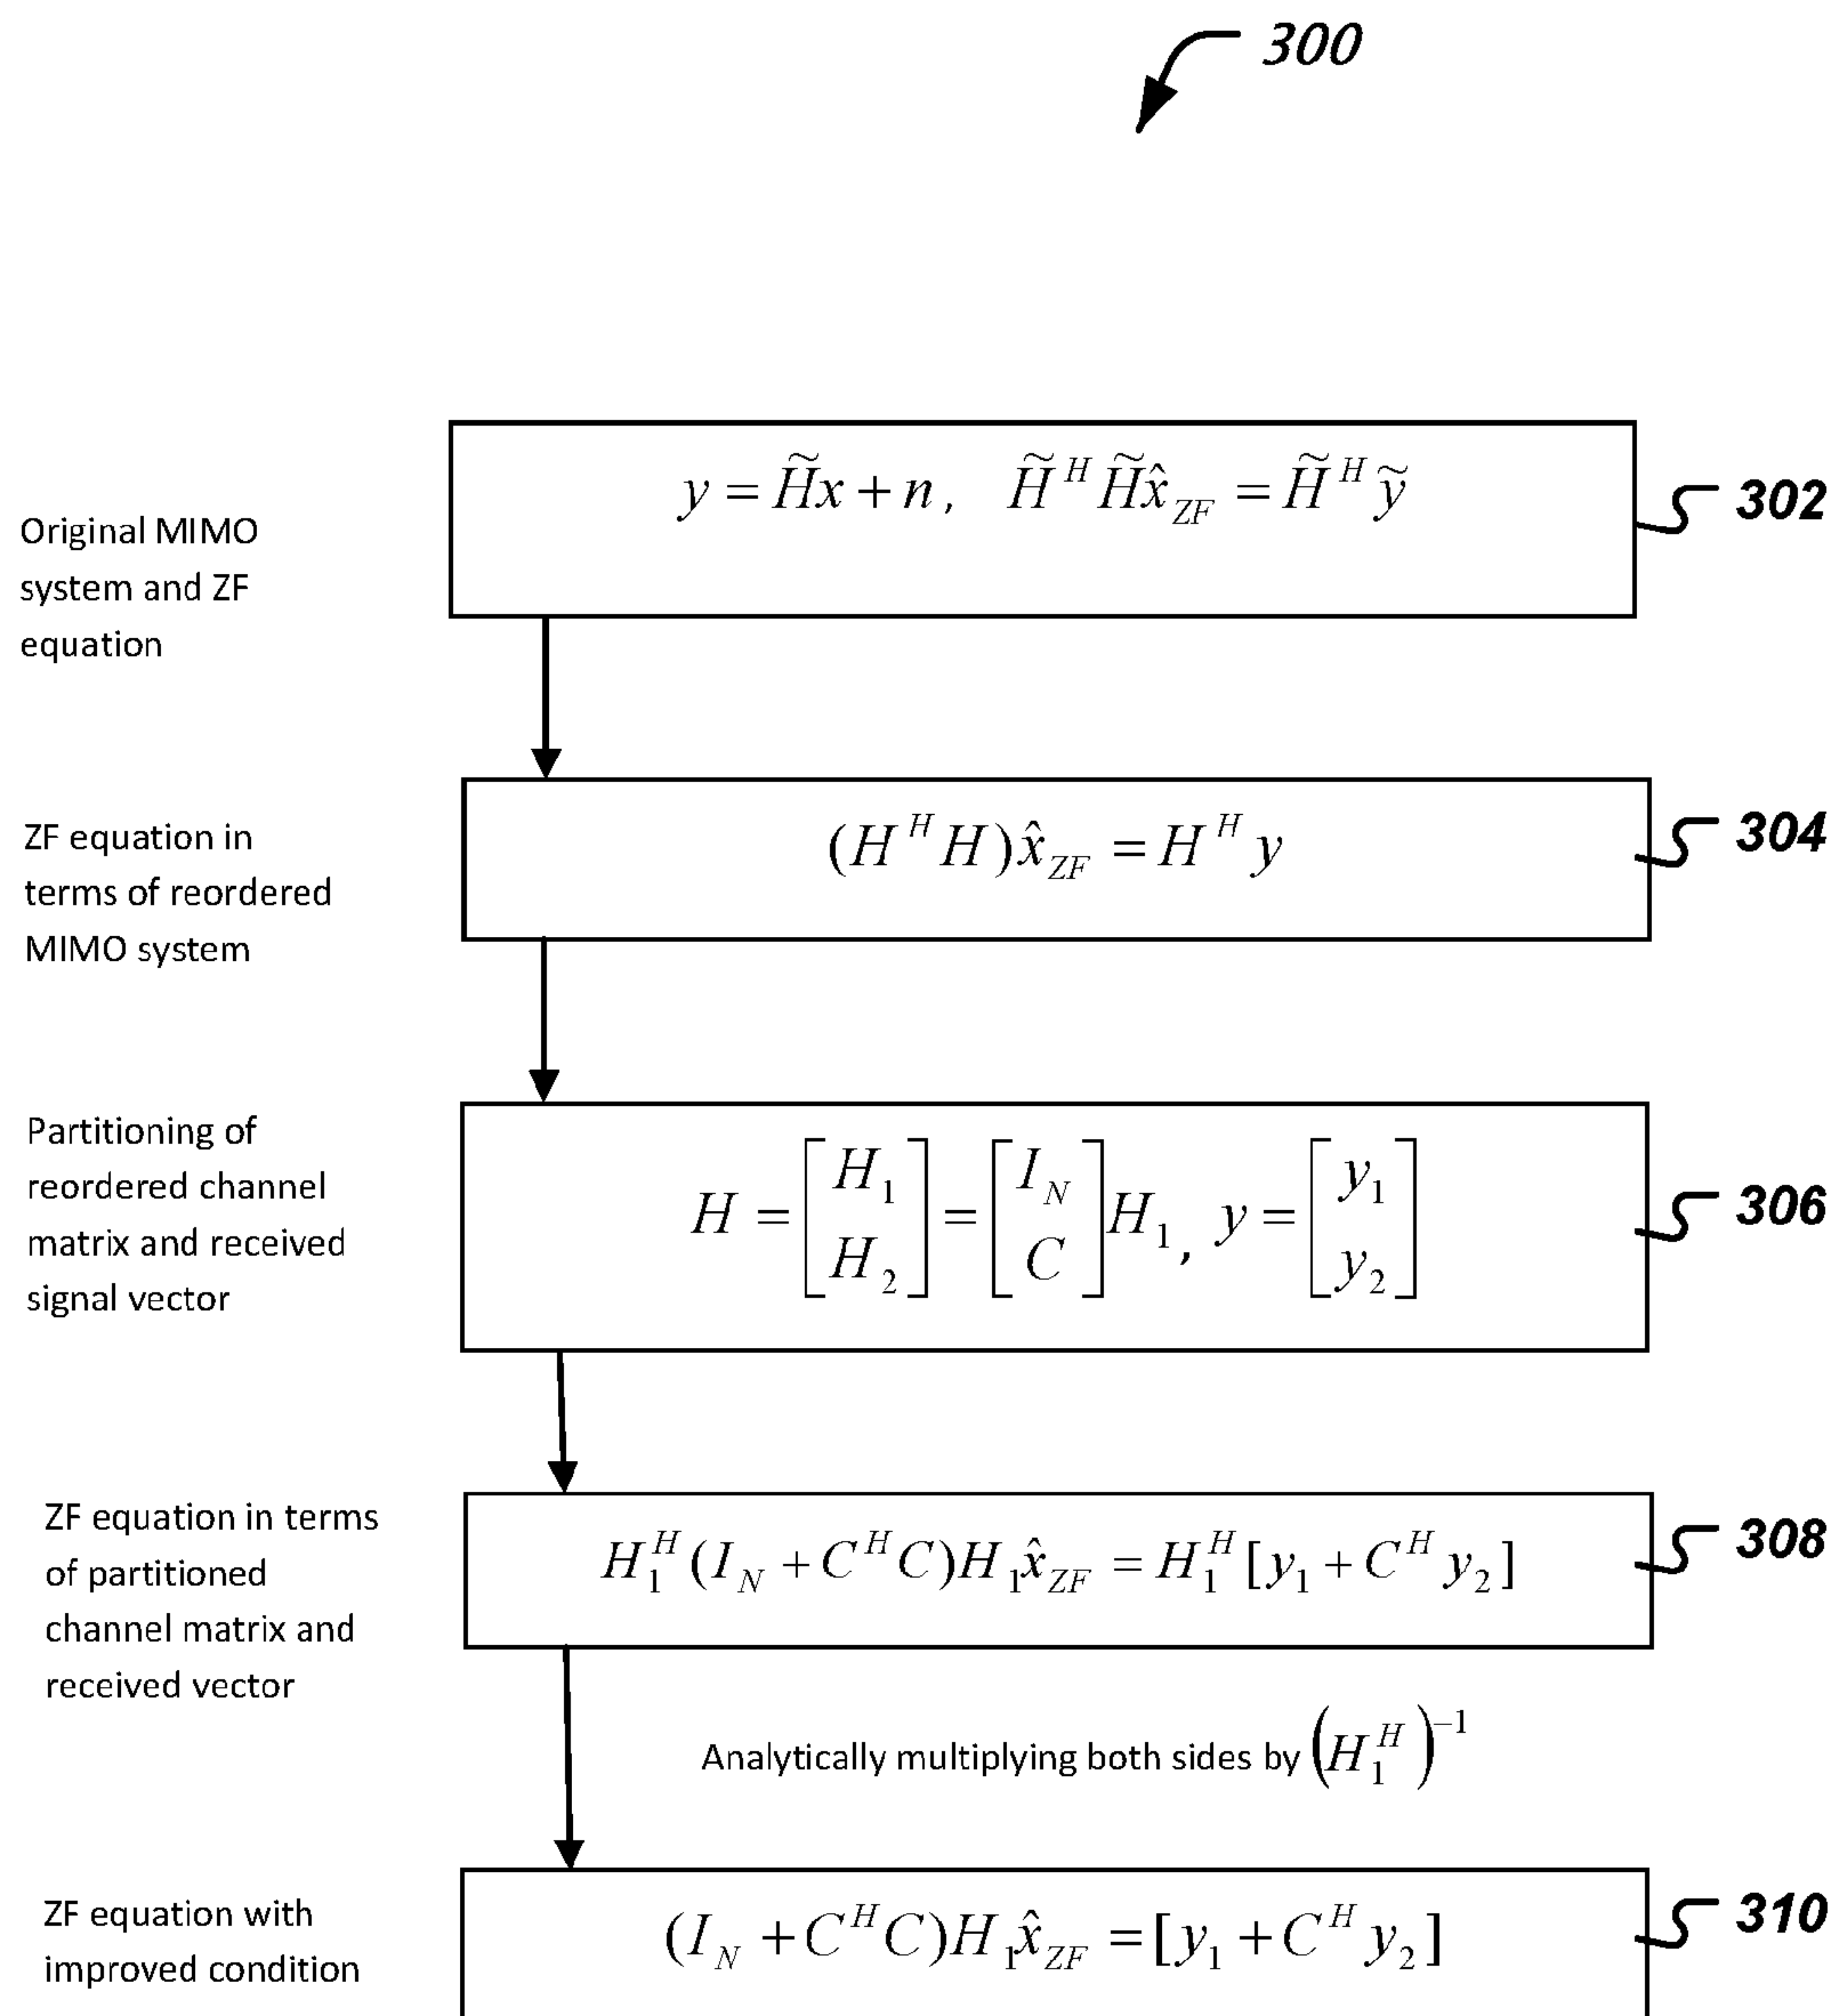 300
Original MIMO
system and ZF
equation
y = H̃x + n, H̃^H H̃x̂_ZF = H̃^H ỹ
302
ZF equation in
terms of reordered
MIMO system
(H^H H)x̂_ZF = H^H y
304
Partitioning of
reordered channel
matrix and received
signal vector
H = [H_1; H_2] = [I_N; C]H_1, y = [y_1; y_2]
306
ZF equation in terms
of partitioned
channel matrix and
received vector
H_1^H(I_N + C^H C)H_1x̂_ZF = H_1^H[y_1 + C^H y_2]
308
Analytically multiplying both sides by (H_1^H)^-1
ZF equation with
improved condition
(I_N + C^H C)H_1x̂_ZF = [y_1 + C^H y_2]
310